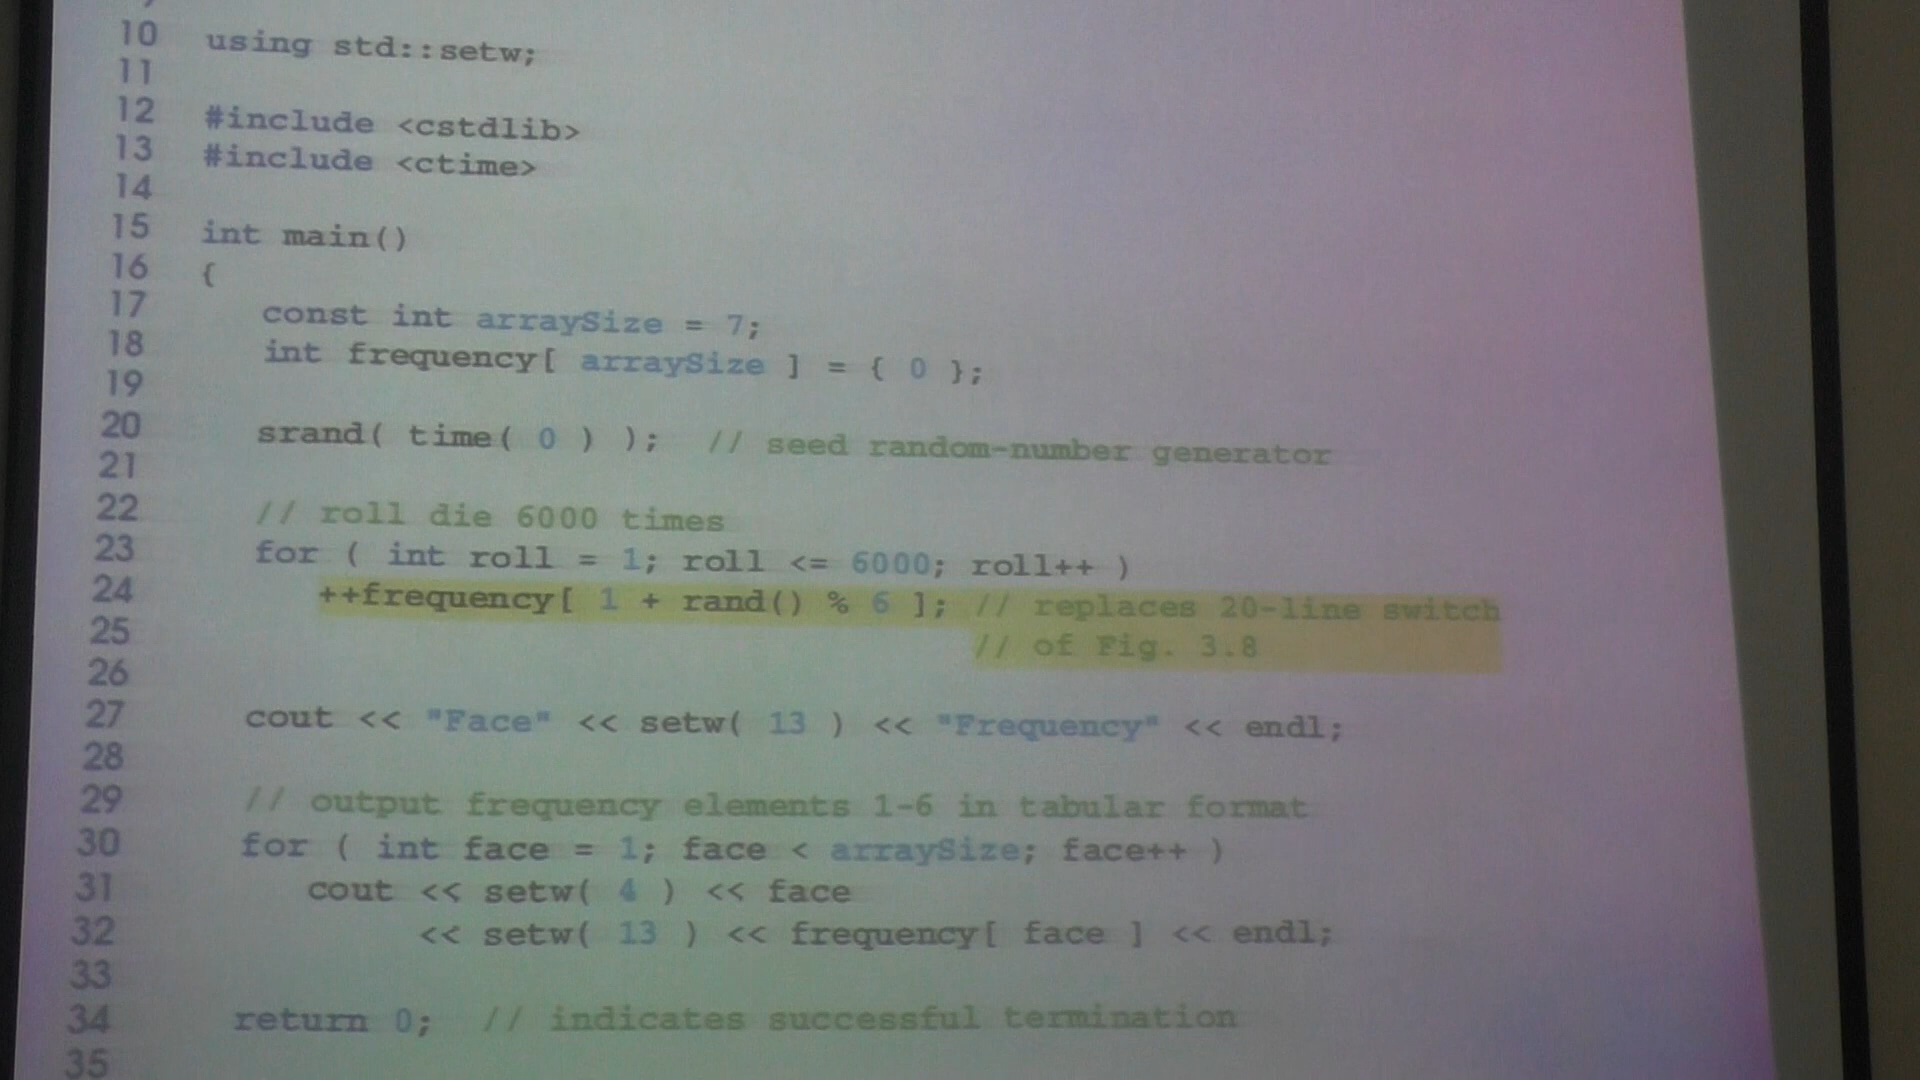 10 using std::setw;
11
12 #include <cstdlib>
13 #include <ctime>
14
15 int main()
16 {
17 const int arraySize = 7;
18 int frequency[ arraySize ] = { 0 };
19
20 srand( time( 0 ) ); // seed random-number generator
21
22 // roll die 6000 times
23 for ( int roll = 1; roll <= 6000; roll++ )
24 ++frequency[ 1 + rand() % 6 ]; // replaces 20-line switch
25 // of Fig. 3.8
26
27 cout << "Face" << setw( 13 ) << "Frequency" << endl;
28
29 // output frequency elements 1-6 in tabular format
30 for ( int face = 1; face < arraySize; face++ )
31 cout << setw( 4 ) << face
32 << setw( 13 ) << frequency[ face ] << endl;
33
34 return 0; // indicates successful termination
35